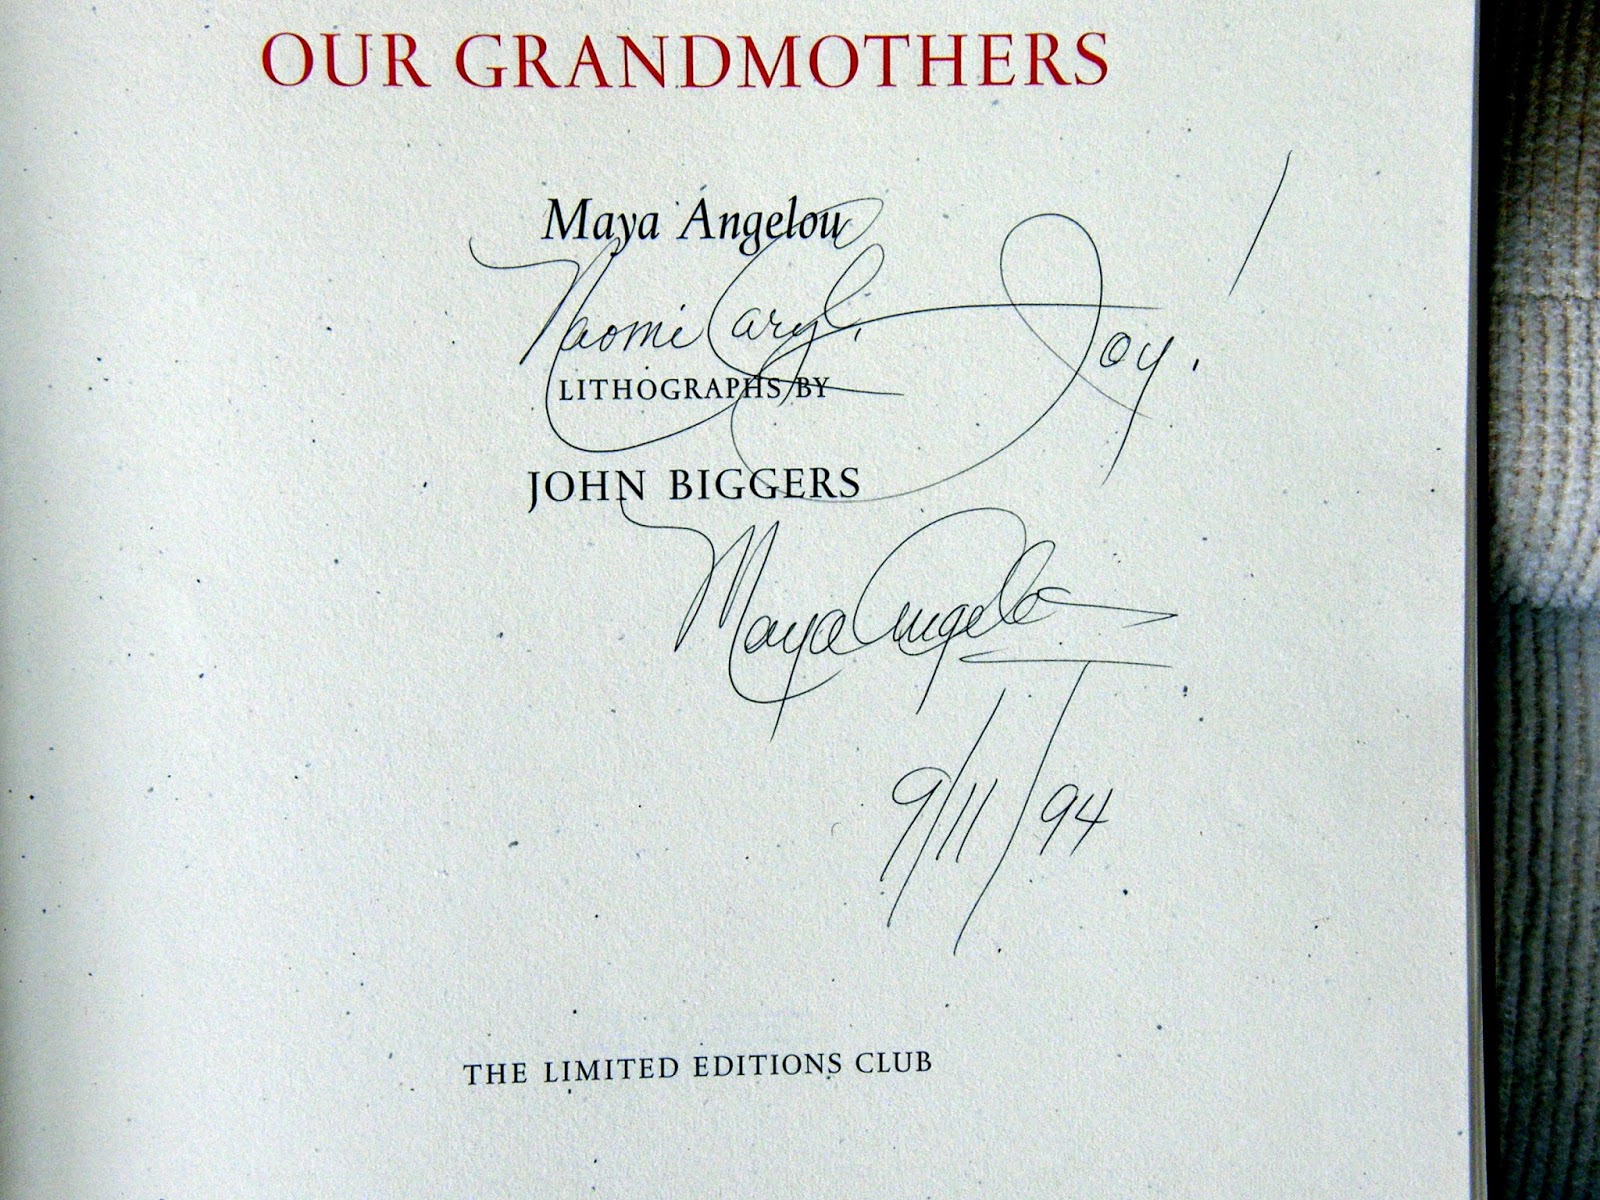 OUR GRANDMOTHERS
Maya Angelou
Naomi Caryl. Joy!
LITHOGRAPHS BY
JOHN BIGGERS
Maya Angelou
9/11/94
THE LIMITED EDITIONS CLUB